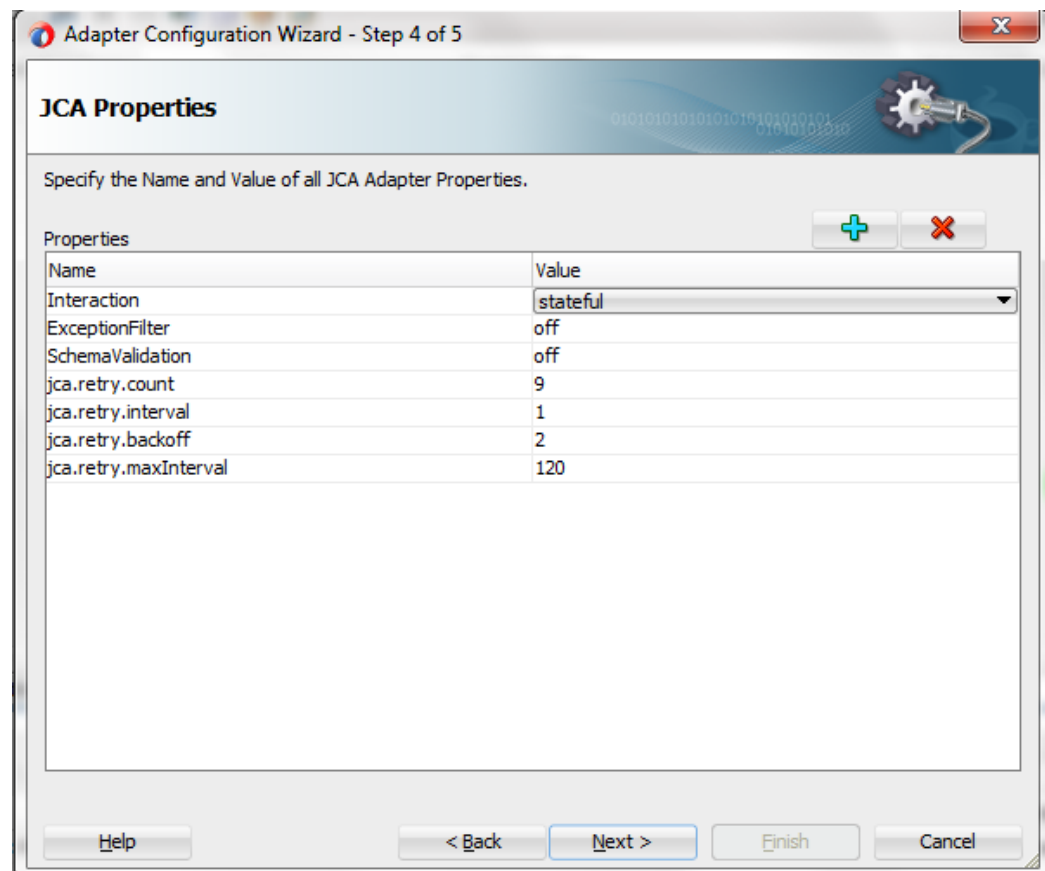 Adapter Configuration Wizard - Step 4 of 5
JCA Properties
Specify the Name and Value of all JCA Adapter Properties.
Properties
Name Value
Interaction stateful
ExceptionFilter off
SchemaValidation off
jca.retry.count 9
jca.retry.interval 1
jca.retry.backoff 2
jca.retry.maxInterval 120
Help < Back Next > Finish Cancel